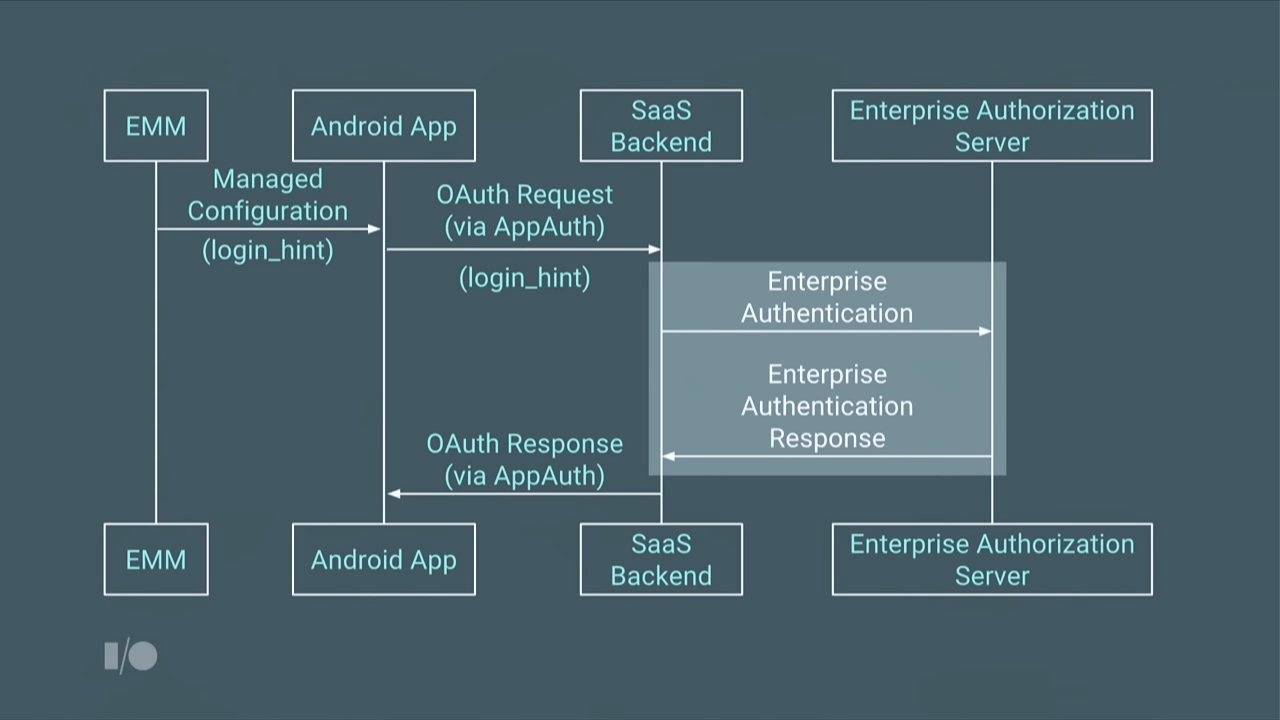 EMM
Android App
SaaS
Backend
Enterprise Authorization
Server
Managed
Configuration
(login_hint)
OAuth Request
(via AppAuth)
(login_hint)
Enterprise
Authentication
Enterprise
Authentication
Response
OAuth Response
(via AppAuth)
EMM
Android App
SaaS
Backend
Enterprise Authorization
Server
I/O